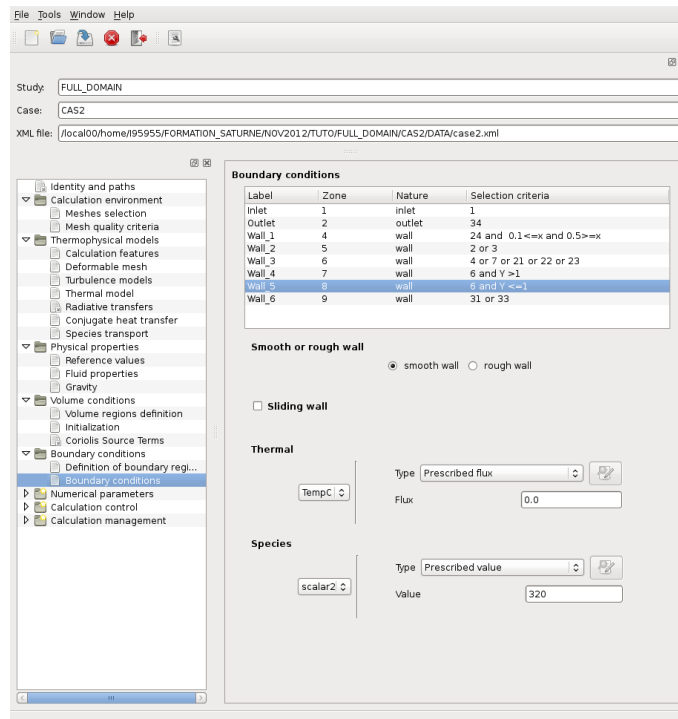 File Tools Window Help
Study: FULL_DOMAIN
Case: CAS2
XML file: /local00/home/I95955/FORMATION_SATURNE/NOV2012/TUTO/FULL_DOMAIN/CAS2/DATA/case2.xml
Identity and paths
Calculation environment
Meshes selection
Mesh quality criteria
Thermophysical models
Calculation features
Deformable mesh
Turbulence models
Thermal model
Radiative transfers
Conjugate heat transfer
Species transport
Physical properties
Reference values
Fluid properties
Gravity
Volume conditions
Volume regions definition
Initialization
Coriolis Source Terms
Boundary conditions
Definition of boundary regi...
Boundary conditions
Numerical parameters
Calculation control
Calculation management
Boundary conditions
Label Zone Nature Selection criteria
Inlet 1 inlet 1
Outlet 2 outlet 34
Wall_1 4 wall 24 and 0.1<=x and 0.5>=x
Wall_2 5 wall 2 or 3
Wall_3 6 wall 4 or 7 or 21 or 22 or 23
Wall_4 7 wall 6 and Y >1
Wall_5 8 wall 6 and Y <=1
Wall_6 9 wall 31 or 33
Smooth or rough wall
smooth wall rough wall
Sliding wall
Thermal
Type Prescribed flux
TempC
Flux 0.0
Species
Type Prescribed value
scalar2
Value 320